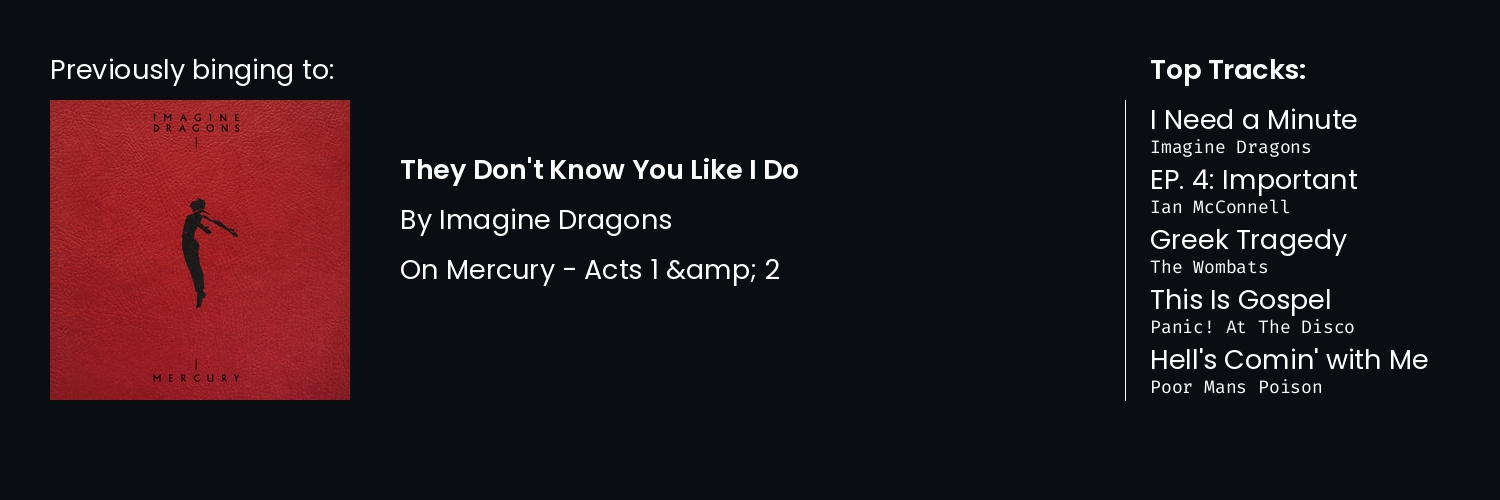 Previously binging to:
IMAGINE
DRAGONS
MERCURY
They Don't Know You Like I Do
By Imagine Dragons
On Mercury - Acts 1 &amp; 2
Top Tracks:
I Need a Minute
Imagine Dragons
EP. 4: Important
Ian McConnell
Greek Tragedy
The Wombats
This Is Gospel
Panic! At The Disco
Hell's Comin' with Me
Poor Mans Poison